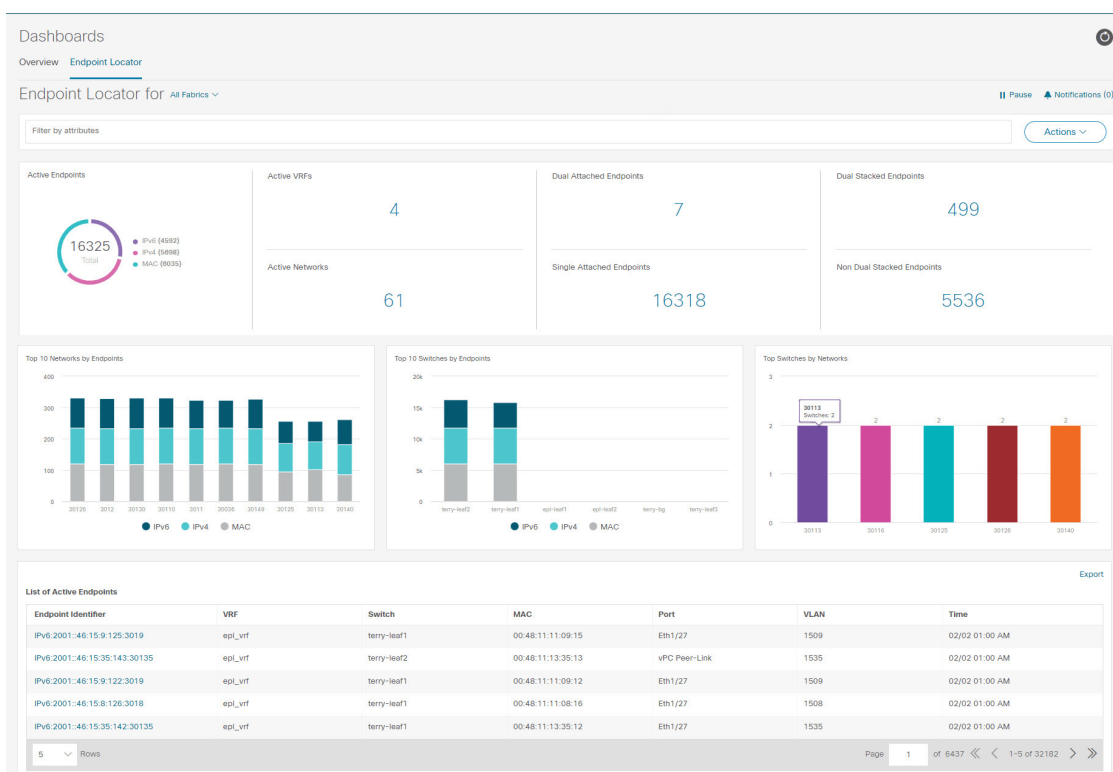 Dashboards
Overview Endpoint Locator
Endpoint Locator for All Fabrics
Pause Notifications (0)
Filter by attributes
Actions
Active Endpoints
16325
Total
IPv6 (4592)
IPv4 (5698)
MAC (6035)
Active VRFs
4
Active Networks
61
Dual Attached Endpoints
7
Single Attached Endpoints
16318
Dual Stacked Endpoints
499
Non Dual Stacked Endpoints
5536
Top 10 Networks by Endpoints
400
300
200
100
0
30126 3012 30130 30110 3011 30036 30149 30125 30113 30140
IPv6 IPv4 MAC
Top 10 Switches by Endpoints
20k
15k
10k
5k
0
terry-leaf2 terry-leaf1 epl-leaf1 epl-leaf2 terry-bg terry-leaf3
IPv6 IPv4 MAC
Top Switches by Networks
3
2
1
0
30113
Switches: 2
2 2 2 2
30113 30116 30125 30126 30140
Export
List of Active Endpoints
Endpoint Identifier VRF Switch MAC Port VLAN Time
IPv6:2001::46:15:9:125:3019 epl_vrf terry-leaf1 00:48:11:11:09:15 Eth1/27 1509 02/02 01:00 AM
IPv6:2001::46:15:35:143:30135 epl_vrf terry-leaf2 00:48:11:13:35:13 vPC Peer-Link 1535 02/02 01:00 AM
IPv6:2001::46:15:9:122:3019 epl_vrf terry-leaf1 00:48:11:11:09:12 Eth1/27 1509 02/02 01:00 AM
IPv6:2001::46:15:8:126:3018 epl_vrf terry-leaf1 00:48:11:11:08:16 Eth1/27 1508 02/02 01:00 AM
IPv6:2001::46:15:35:142:30135 epl_vrf terry-leaf1 00:48:11:13:35:12 Eth1/27 1535 02/02 01:00 AM
5 Rows Page 1 of 6437 1-5 of 32182